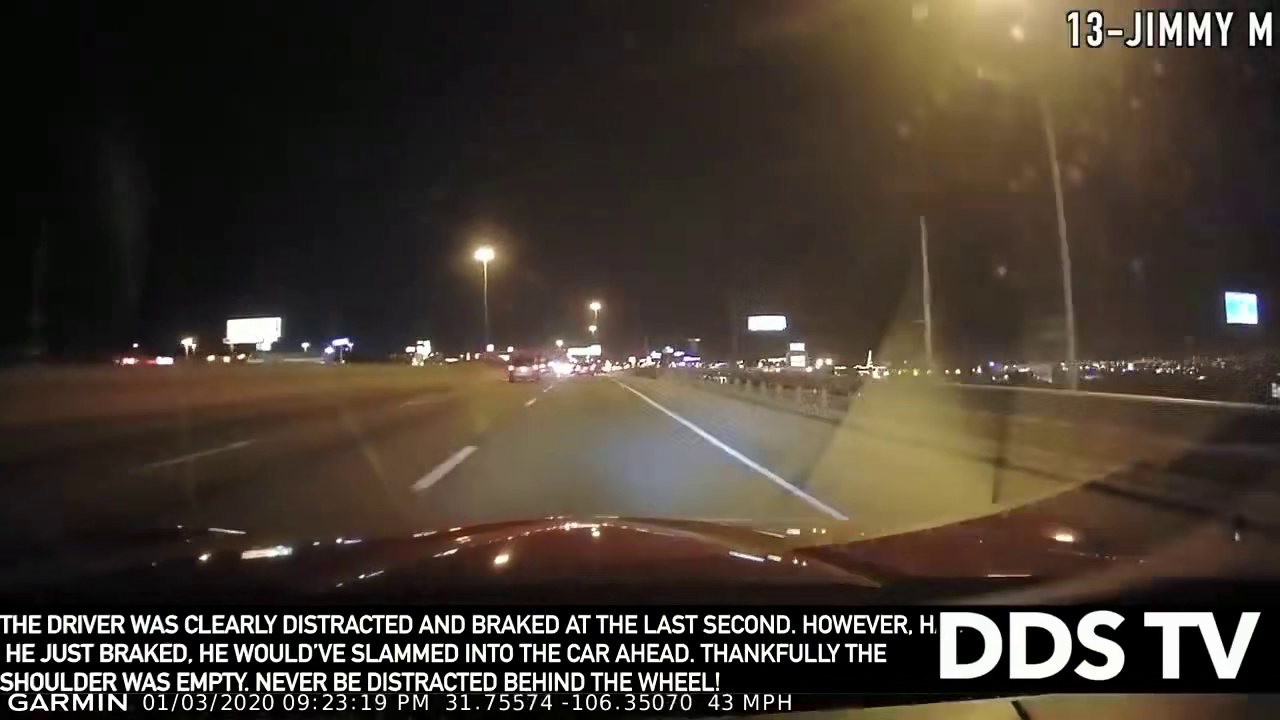 13-JIMMY M
THE DRIVER WAS CLEARLY DISTRACTED AND BRAKED AT THE LAST SECOND. HOWEVER,
HE JUST BRAKED, HE WOULD'VE SLAMMED INTO THE CAR AHEAD. THANKFULLY THE
SHOULDER WAS EMPTY. NEVER BE DISTRACTED BEHIND THE WHEEL!
DDS TV
GARMIN 01/03/2020 09:23:19 PM 31.75574 -106.35070 43 MPH